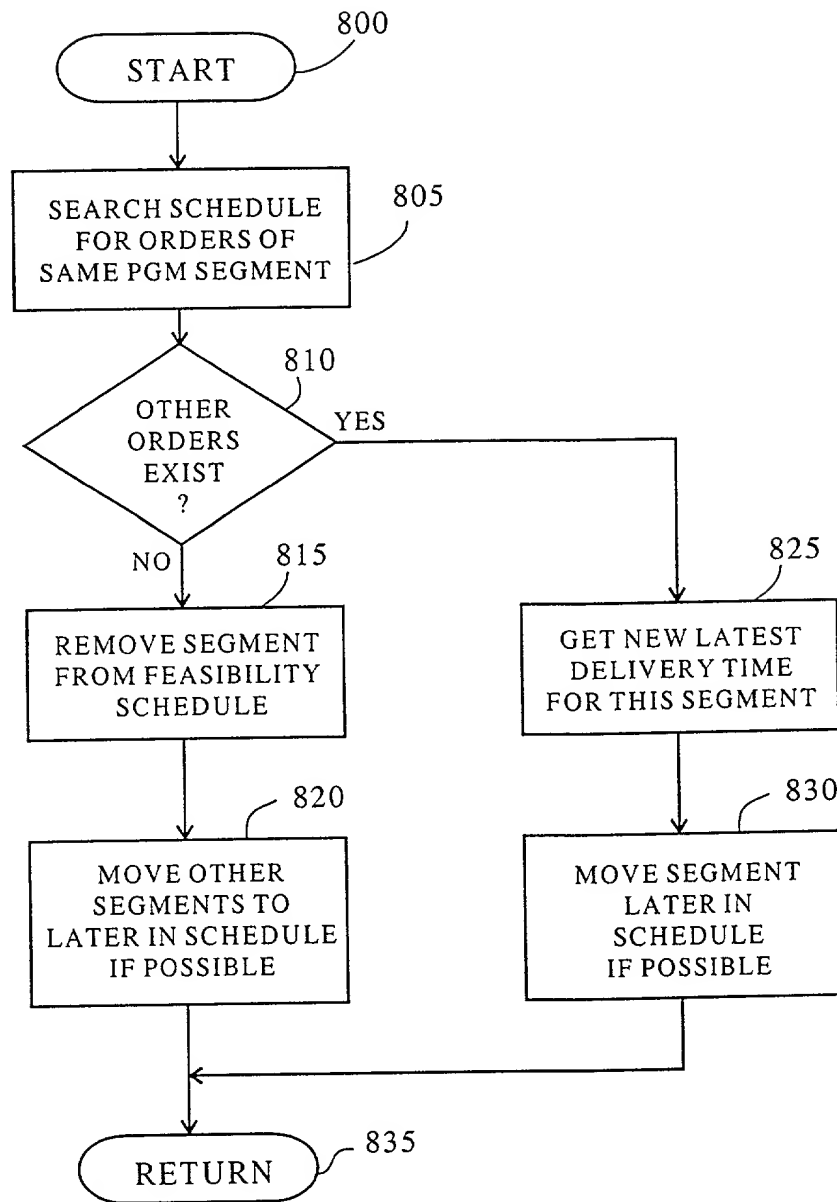 800
START
805
SEARCH SCHEDULE
FOR ORDERS OF
SAME PGM SEGMENT
810
OTHER
ORDERS
EXIST
?
YES
NO
815
REMOVE SEGMENT
FROM FEASIBILITY
SCHEDULE
825
GET NEW LATEST
DELIVERY TIME
FOR THIS SEGMENT
820
MOVE OTHER
SEGMENTS TO
LATER IN SCHEDULE
IF POSSIBLE
830
MOVE SEGMENT
LATER IN
SCHEDULE
IF POSSIBLE
835
RETURN